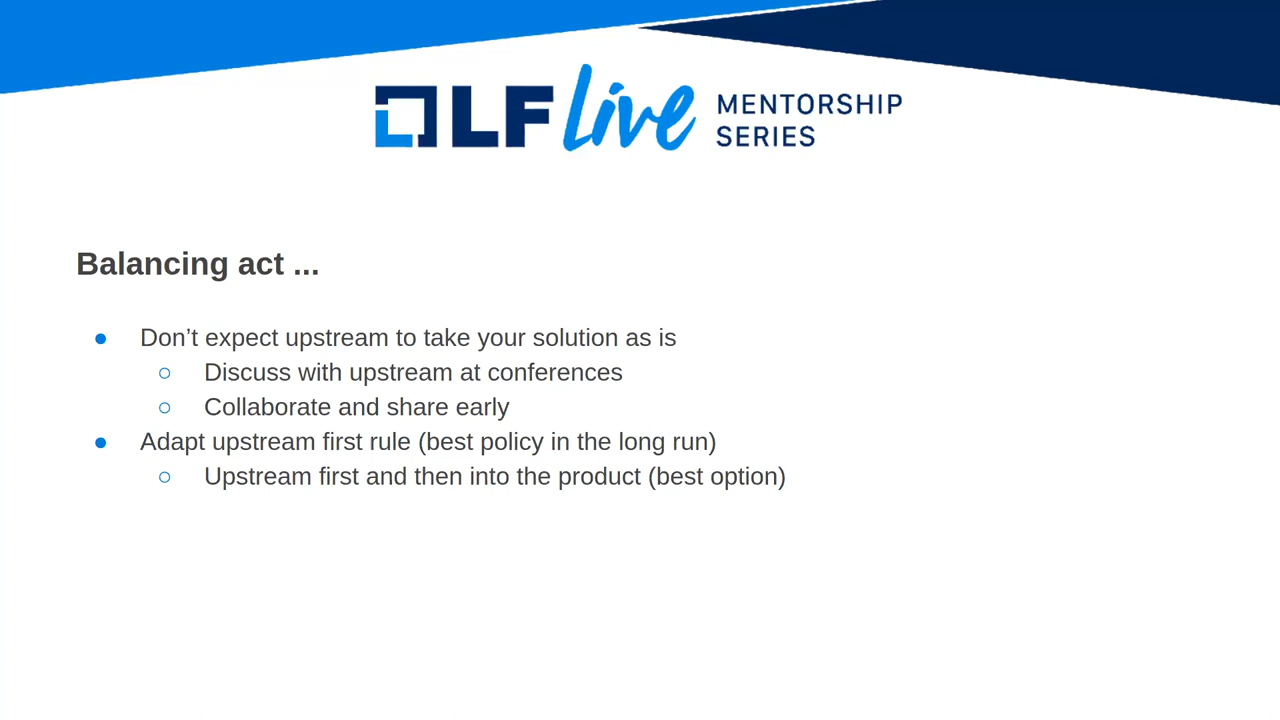 LF Live MENTORSHIP
SERIES
Balancing act ...
● Don’t expect upstream to take your solution as is
○ Discuss with upstream at conferences
○ Collaborate and share early
● Adapt upstream first rule (best policy in the long run)
○ Upstream first and then into the product (best option)